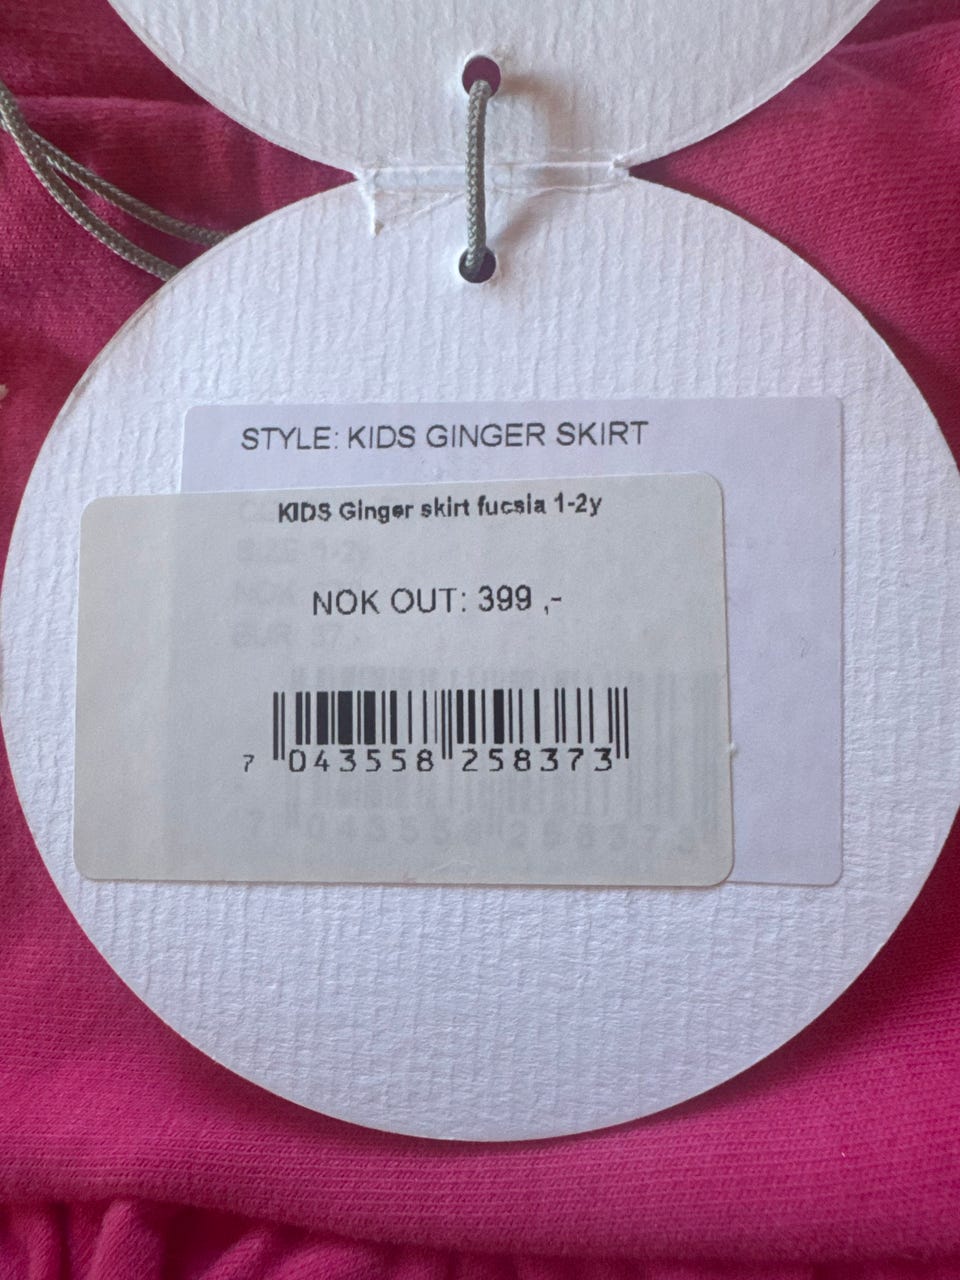 STYLE: KIDS GINGER SKIRT
KIDS Ginger skirt fucsia 1-2y
NOK OUT: 399 ,-
7 043558 258373